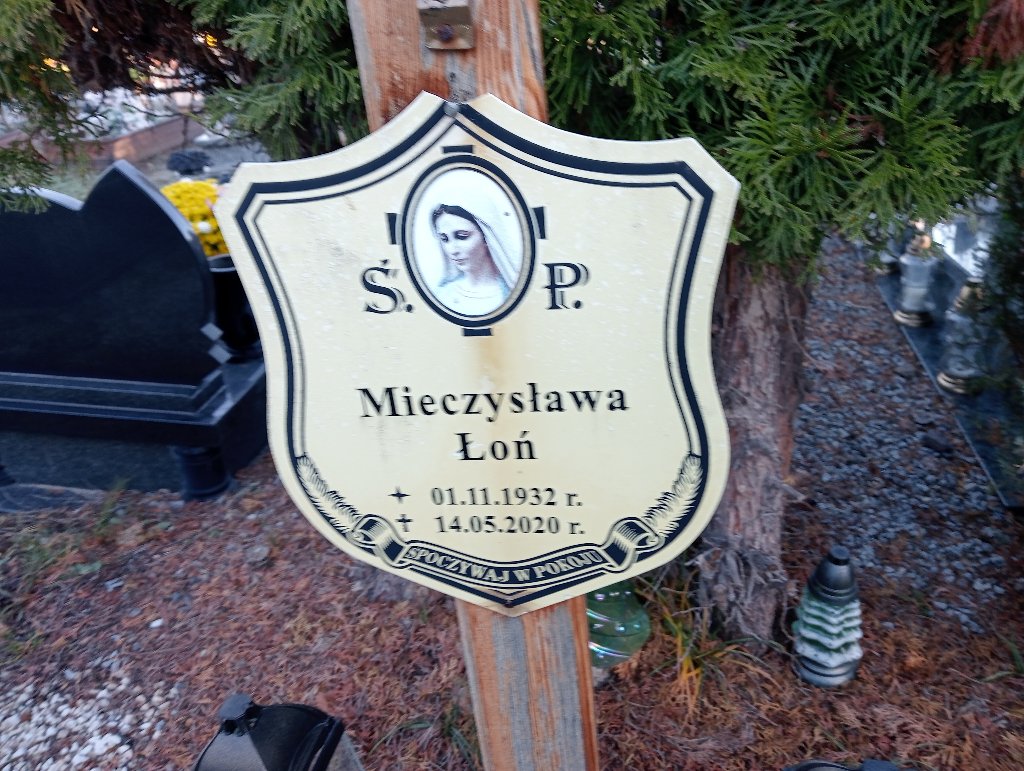 Ś. P.
Mieczysława
Łoń
01.11.1932 r.
14.05.2020 r.
SPOCZYWAJ W POKOJU